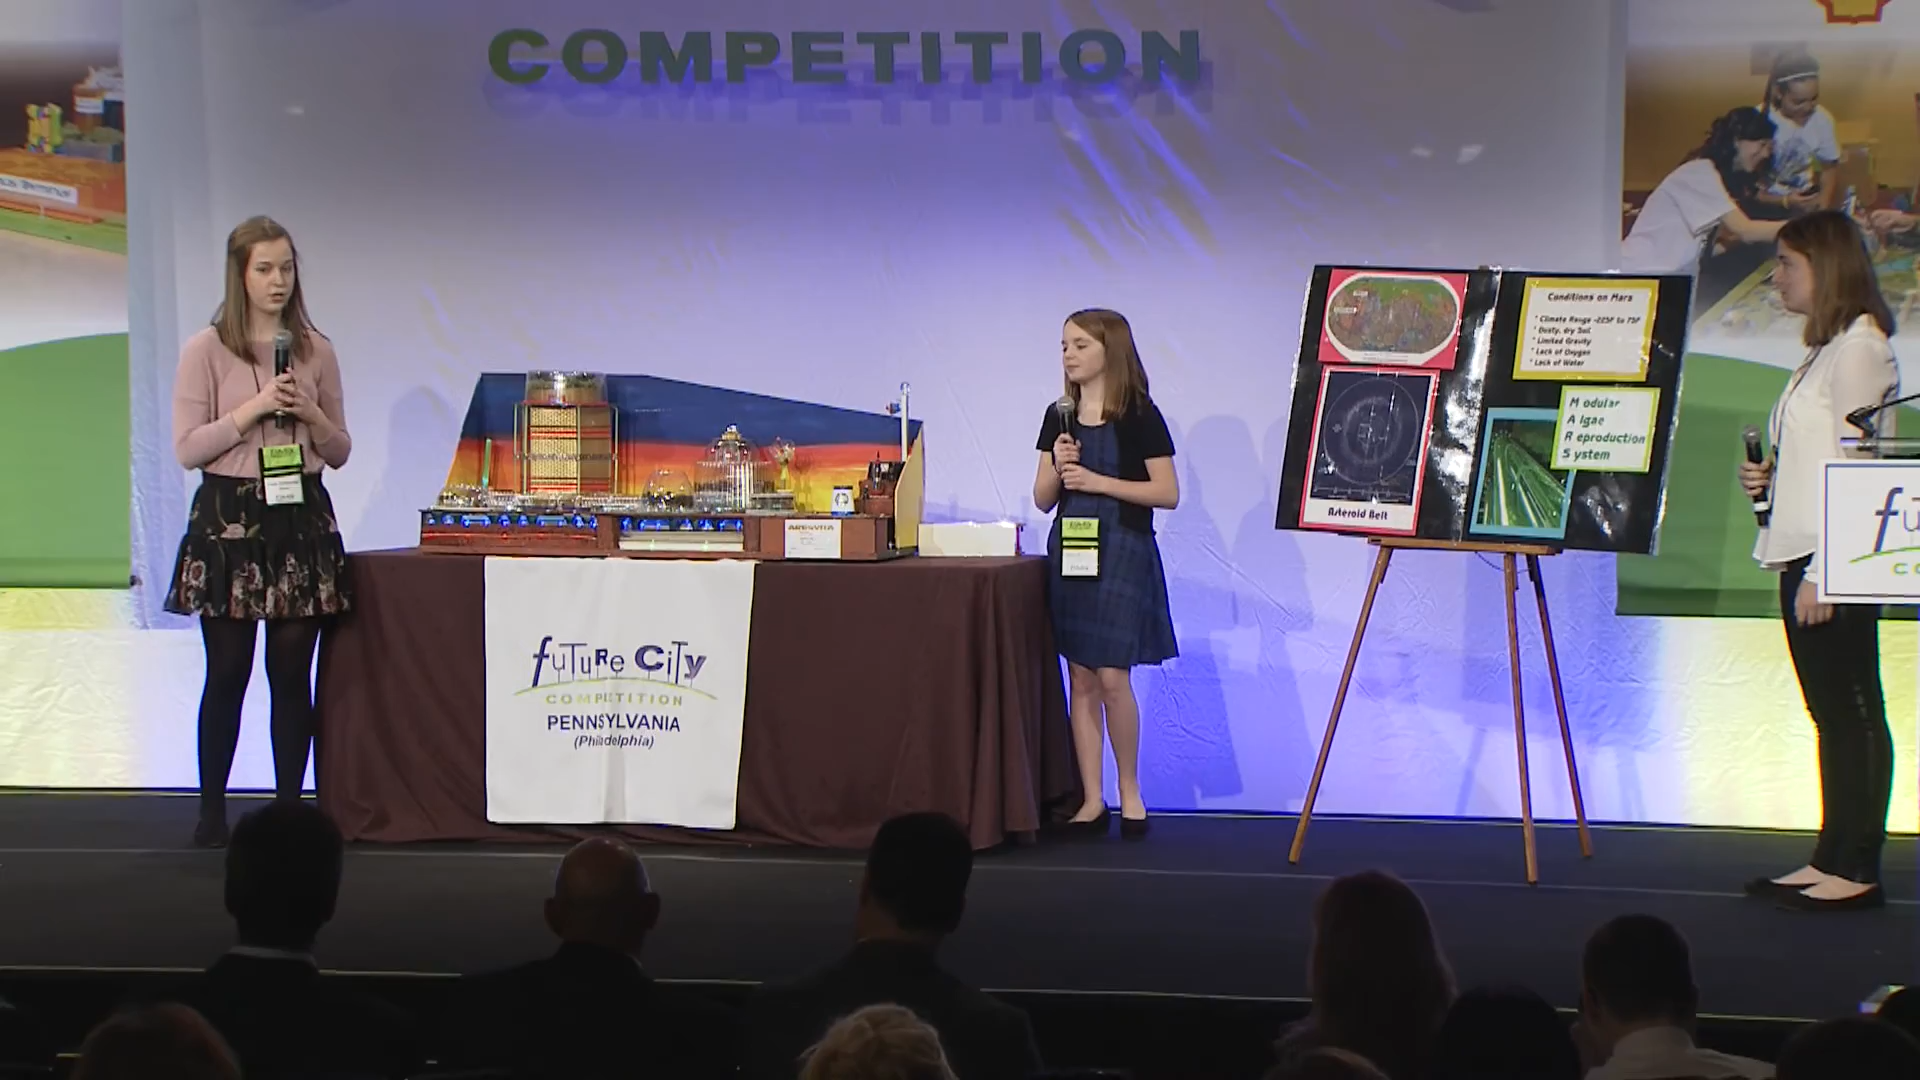 COMPETITION
Conditions on Mars
* Climate Range -225F to 75F
* Dusty, dry Soil
* Limited Gravity
* Lack of Oxygen
* Lack of Water
M odular
A lgae
R eproduction
S ystem
Asteroid Belt
fuTuRe CiTy
COMPETITION
PENNSYLVANIA
(Philadelphia)